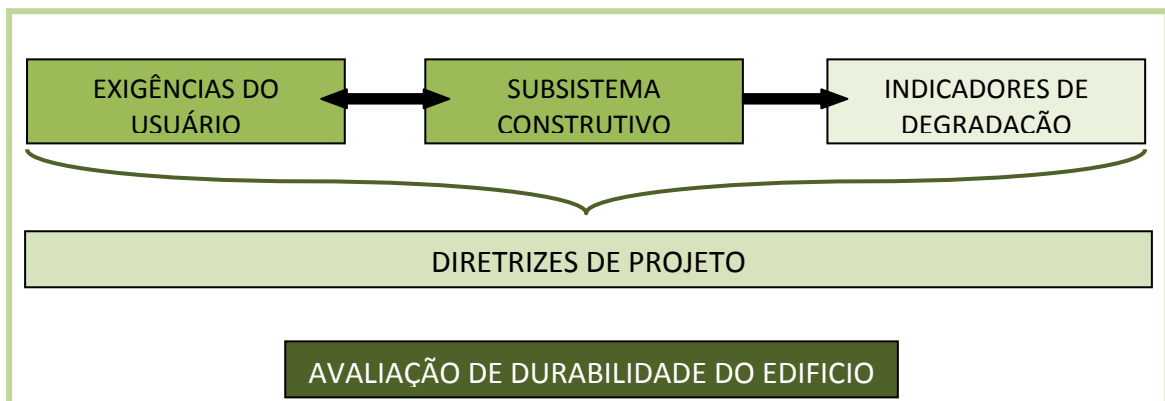 EXIGÊNCIAS DO
USUÁRIO
SUBSISTEMA
CONSTRUTIVO
INDICADORES DE
DEGRADAÇÃO
DIRETRIZES DE PROJETO
AVALIAÇÃO DE DURABILIDADE DO EDIFICIO